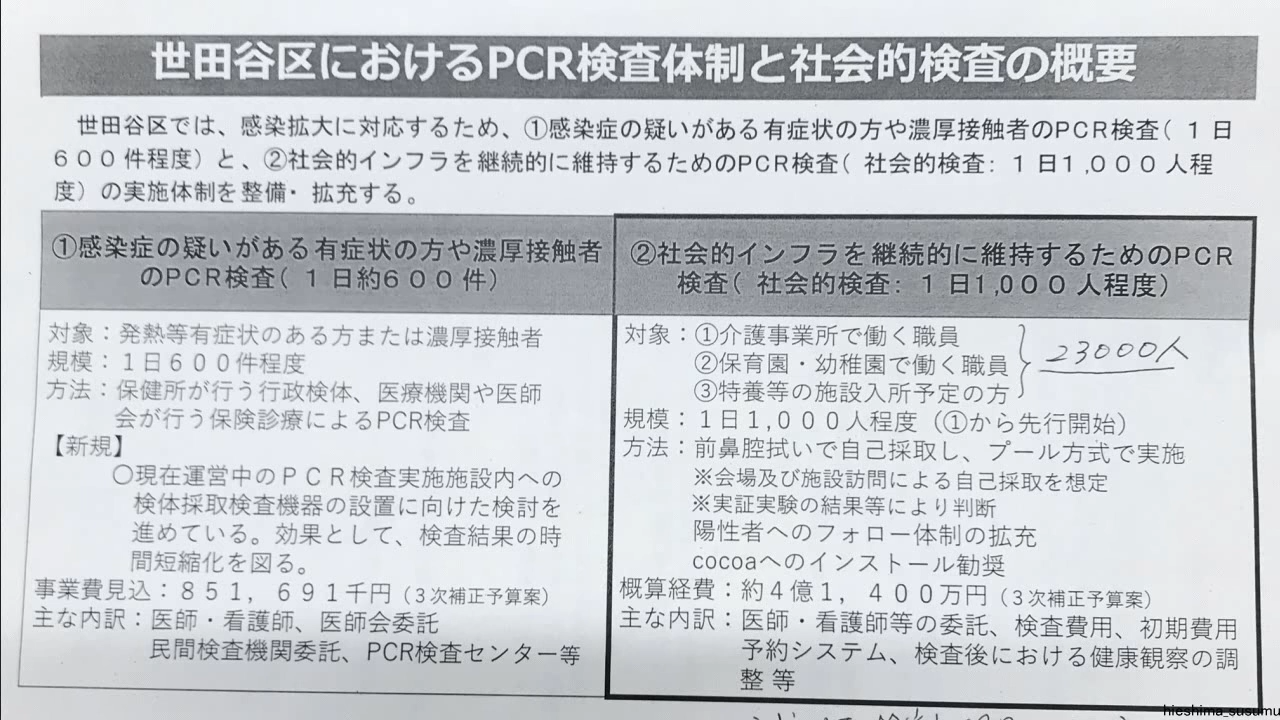 世田谷区におけるPCR検査体制と社会的検査の概要
世田谷区では、感染拡大に対応するため、①感染症の疑いがある有症状の方や濃厚接触者のPCR検査(１日
６００件程度)と、②社会的インフラを継続的に維持するためのPCR検査(社会的検査:１日1,０００人程
度)の実施体制を整備・拡充する。
①感染症の疑いがある有症状の方や濃厚接触者
のPCR検査(１日約６００件)
対象：発熱等有症状のある方または濃厚接触者
規模：１日６００件程度
方法：保健所が行う行政検体、医療機関や医師
会が行う保険診療によるPCR検査
【新規】
○現在運営中のＰＣＲ検査実施施設内への
検体採取検査機器の設置に向けた検討を
進めている。効果として、検査結果の時
間短縮化を図る。
事業費見込：８５１，０９１千円（３次補正予算案）
主な内訳：医師・看護師、医師会委託
民間検査機関委託、PCR検査センター等
②社会的インフラを継続的に維持するためのPCR
検査(社会的検査:１日1,０００人程度)
対象：①介護事業所で働く職員
②保育園・幼稚園で働く職員
③特養等の施設入所予定の方
23000人
規模：１日１,０００人程度（①から先行開始）
方法：前鼻腔拭いで自己採取し、プール方式で実施
※会場及び施設訪問による自己採取を想定
※実証実験の結果等により判断
陽性者へのフォロー体制の拡充
cocoaへのインストール勧奨
概算経費：約４億１，４００万円（３次補正予算案）
主な内訳：医師・看護師等の委託、検査費用、初期費用
予約システム、検査後における健康観察の調
整 等
hieshima_susumu